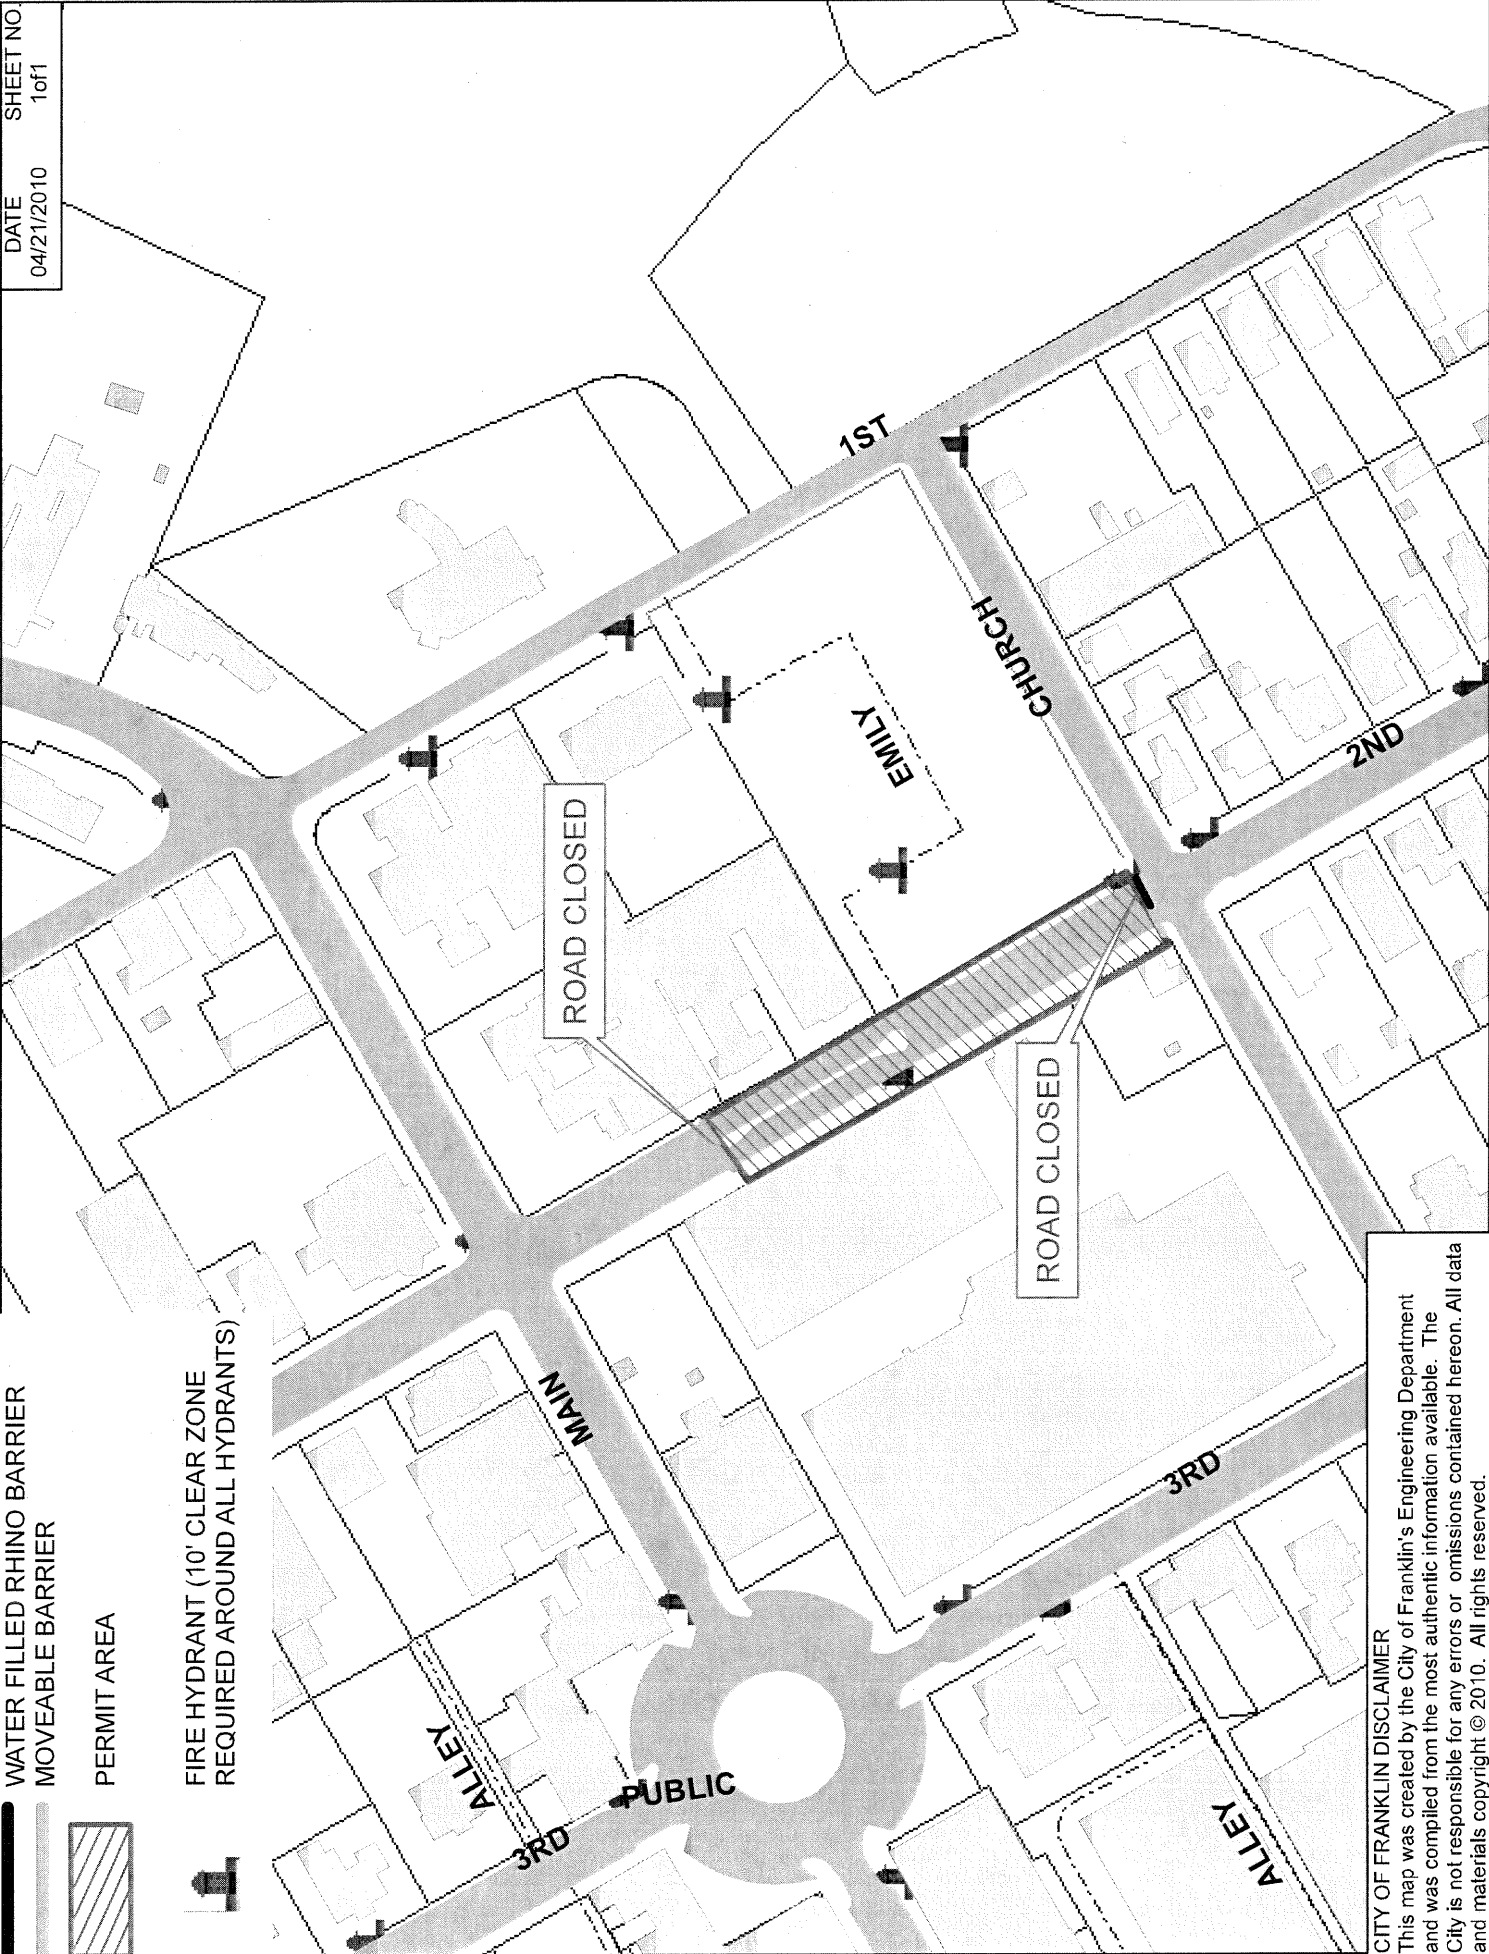 DATE
SHEET NO.
04/21/2010
1of1
WATER FILLED RHINO BARRIER
MOVEABLE BARRIER
PERMIT AREA
FIRE HYDRANT (10' CLEAR ZONE
REQUIRED AROUND ALL HYDRANTS)
1ST
CHURCH
EMILY
2ND
ROAD CLOSED
ROAD CLOSED
MAIN
3RD
ALLEY
PUBLIC
3RD
ALLEY
CITY OF FRANKLIN DISCLAIMER
This map was created by the City of Franklin's Engineering Department
and was compiled from the most authentic information available. The
City is not responsible for any errors or omissions contained hereon. All data
and materials copyright © 2010. All rights reserved.